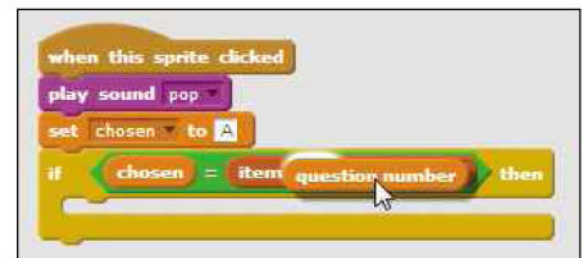 when this sprite clicked
play sound pop
set chosen to A
if chosen = item question number then